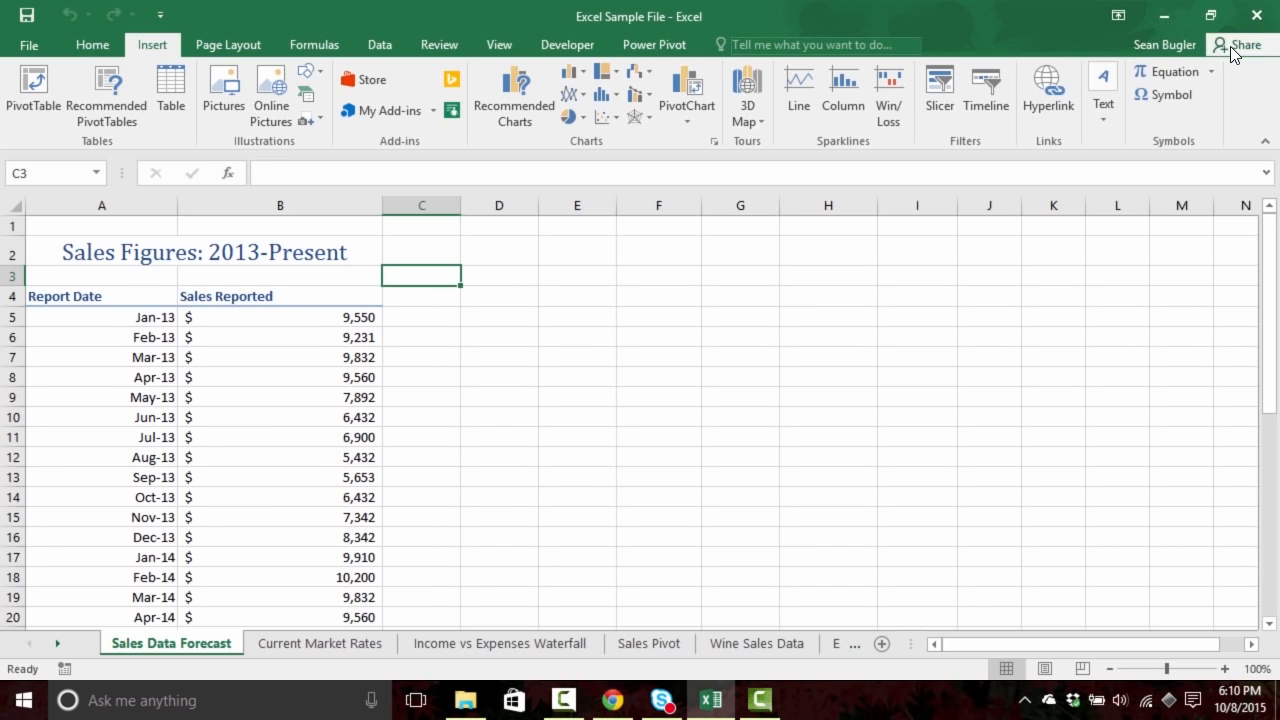 Excel Sample File - Excel
File Home Insert Page Layout Formulas Data Review View Developer Power Pivot Tell me what you want to do... Sean Bugler Share
PivotTable Recommended PivotTables Table Pictures Online Pictures Store My Add-ins Recommended Charts PivotChart 3D Map Line Column Win/Loss Slicer Timeline Hyperlink Text Equation Symbol
Tables Illustrations Add-ins Charts Tours Sparklines Filters Links Symbols
C3 fx
A B C D E F G H I J K L M N
1
2 Sales Figures: 2013-Present
3
4 Report Date Sales Reported
5 Jan-13 $ 9,550
6 Feb-13 $ 9,231
7 Mar-13 $ 9,832
8 Apr-13 $ 9,560
9 May-13 $ 7,892
10 Jun-13 $ 6,432
11 Jul-13 $ 6,900
12 Aug-13 $ 5,432
13 Sep-13 $ 5,653
14 Oct-13 $ 6,432
15 Nov-13 $ 7,342
16 Dec-13 $ 8,342
17 Jan-14 $ 9,910
18 Feb-14 $ 10,200
19 Mar-14 $ 9,832
20 Apr-14 $ 9,560
Sales Data Forecast Current Market Rates Income vs Expenses Waterfall Sales Pivot Wine Sales Data E ...
Ready 100%
Ask me anything 6:10 PM
10/8/2015